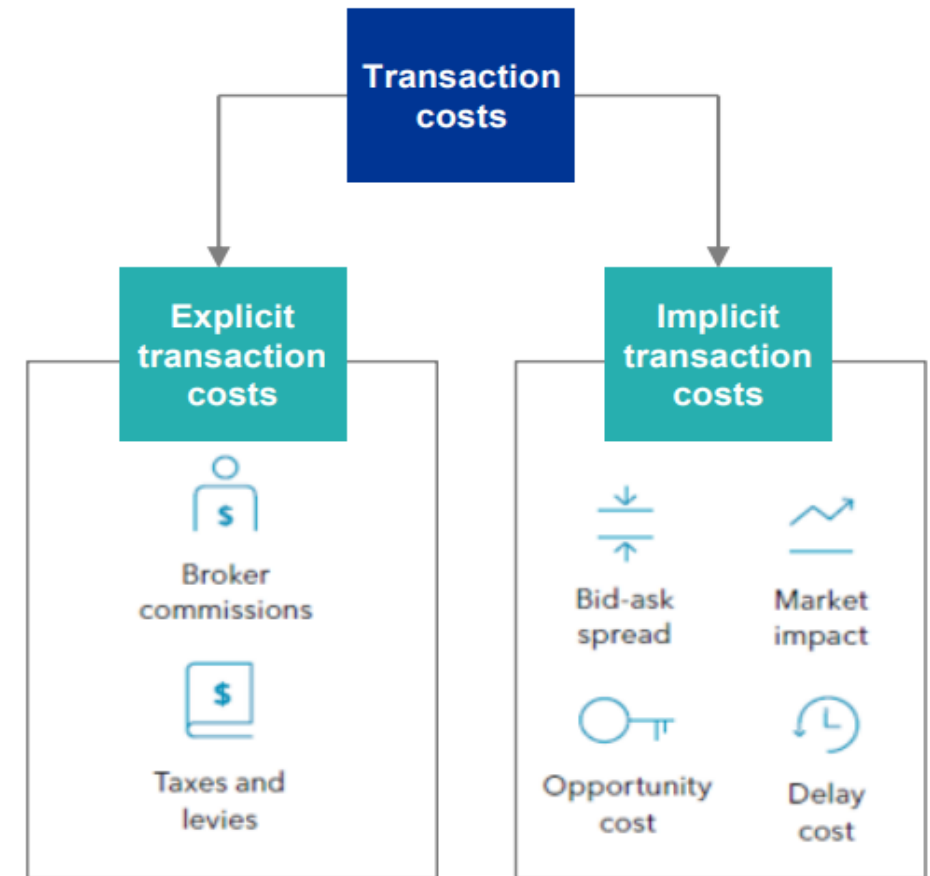 Transaction
costs
Explicit
transaction
costs
$
Broker
commissions
$
Taxes and
levies
Implicit
transaction
costs
Bid-ask
spread
Market
impact
Opportunity
cost
Delay
cost